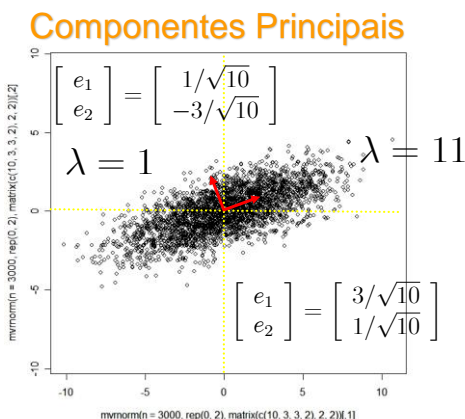 Componentes Principais
[ e₁ e₂ ] = [ 1/√10 −3/√10 ]
λ = 1
λ = 11
[ e₁ e₂ ] = [ 3/√10 1/√10 ]
10
5
0
-5
-10
mvrnorm(n = 3000, rep(0, 2), matrix(c(10, 3, 3, 2), 2, 2))[,2]
-10 -5 0 5 10
mvrnorm(n = 3000, rep(0, 2), matrix(c(10, 3, 3, 2), 2, 2))[,1]